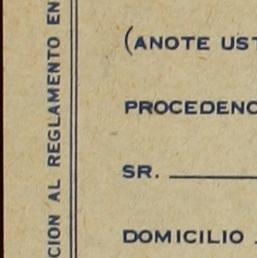 CION AL REGLAMENTO EN
(ANOTE UST
PROCEDENC
SR.
DOMICILIO